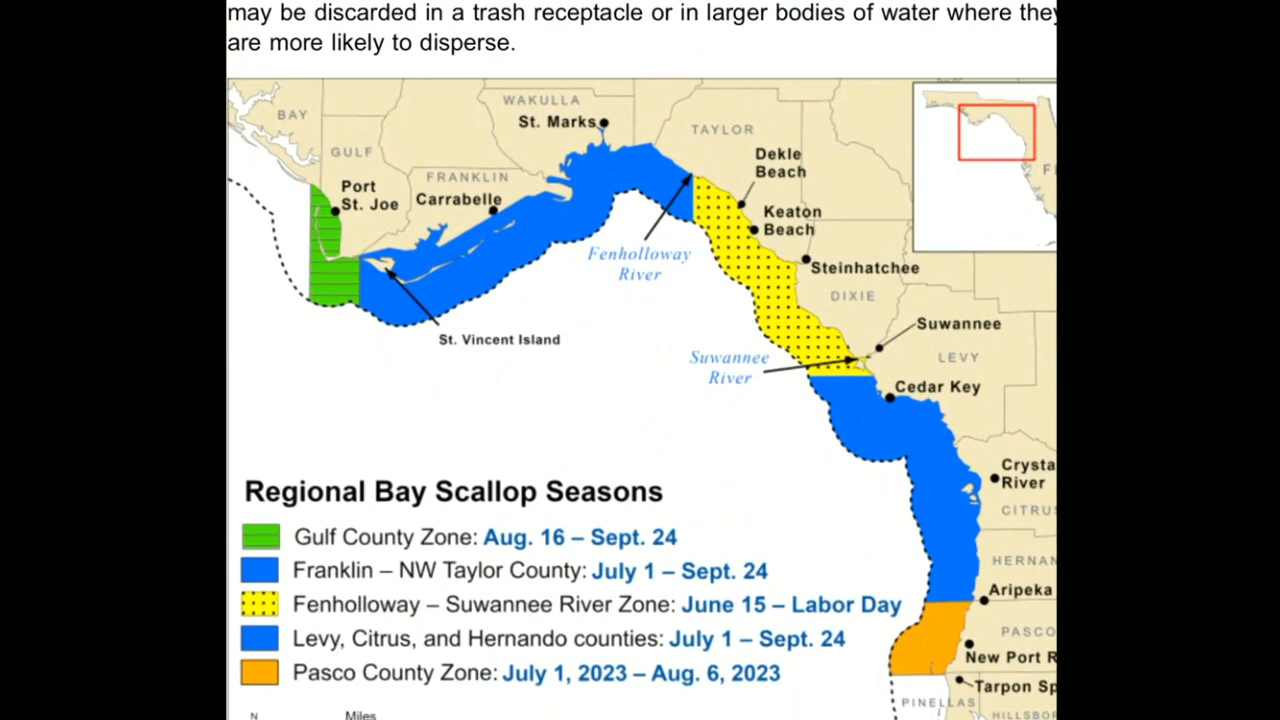 may be discarded in a trash receptacle or in larger bodies of water where they
are more likely to disperse.
WAKULLA
BAY
St. Marks
TAYLOR
GULF
Dekle
Beach
FRANKLIN
Port
St. Joe
Carrabelle
Keaton
Beach
Fenholloway
River
Steinhatchee
DIXIE
St. Vincent Island
Suwannee
Suwannee
River
LEVY
Cedar Key
Crysta
River
CITRUS
Regional Bay Scallop Seasons
Gulf County Zone: Aug. 16 – Sept. 24
Franklin – NW Taylor County: July 1 – Sept. 24
HERNAN
Aripeka
Fenholloway – Suwannee River Zone: June 15 – Labor Day
Levy, Citrus, and Hernando counties: July 1 – Sept. 24
PASCO
New Port R
Pasco County Zone: July 1, 2023 – Aug. 6, 2023
Tarpon Sp
PINELLAS
HILLSBOR
N
Miles